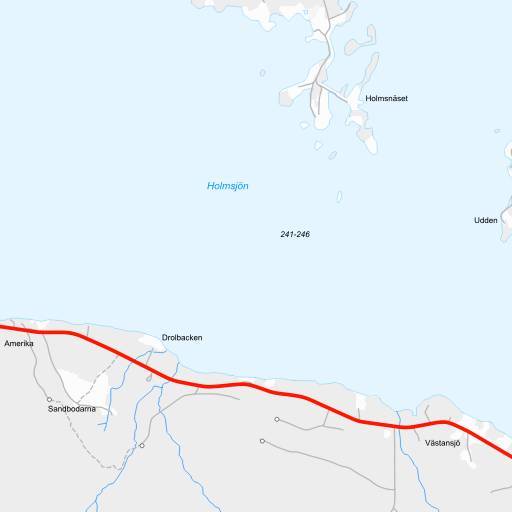 Holmsnäset
Holmsjön
Udden
241-246
Drolbacken
Amerika
Sandbodarna
Västansjö